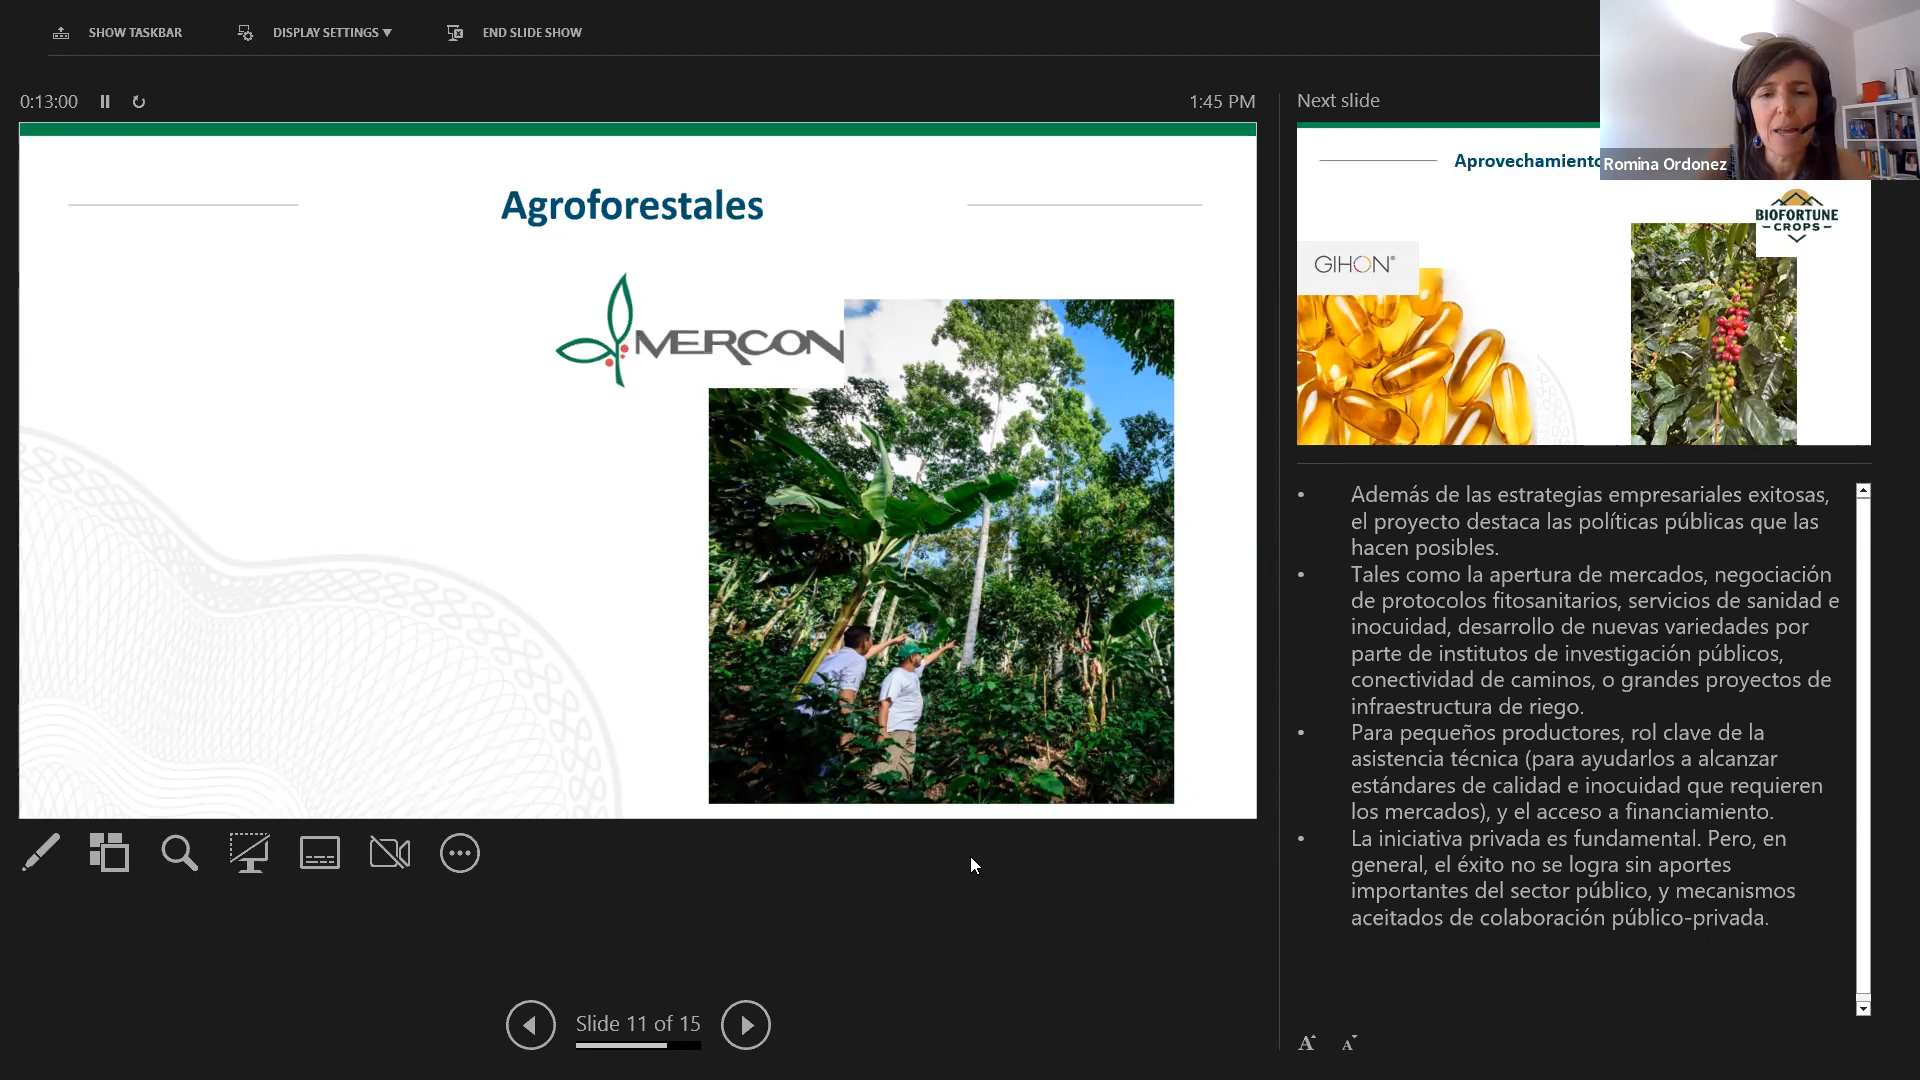 SHOW TASKBAR
DISPLAY SETTINGS ▼
END SLIDE SHOW
0:13:00
1:45 PM
Agroforestales
MERCON
Slide 11 of 15
Next slide
Aprovechamiento
Romina Ordonez
BIOFORTUNE
CROPS
GIHON®
• Además de las estrategias empresariales exitosas,
el proyecto destaca las políticas públicas que las
hacen posibles.
• Tales como la apertura de mercados, negociación
de protocolos fitosanitarios, servicios de sanidad e
inocuidad, desarrollo de nuevas variedades por
parte de institutos de investigación públicos,
conectividad de caminos, o grandes proyectos de
infraestructura de riego.
• Para pequeños productores, rol clave de la
asistencia técnica (para ayudarlos a alcanzar
estándares de calidad e inocuidad que requieren
los mercados), y el acceso a financiamiento.
• La iniciativa privada es fundamental. Pero, en
general, el éxito no se logra sin aportes
importantes del sector público, y mecanismos
aceitados de colaboración público-privada.
A A